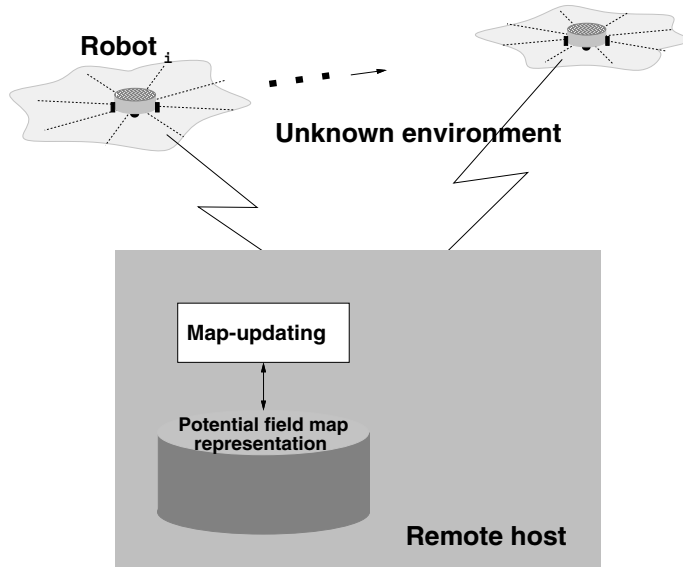 Robot i
Unknown environment
Map-updating
Potential field map
representation
Remote host